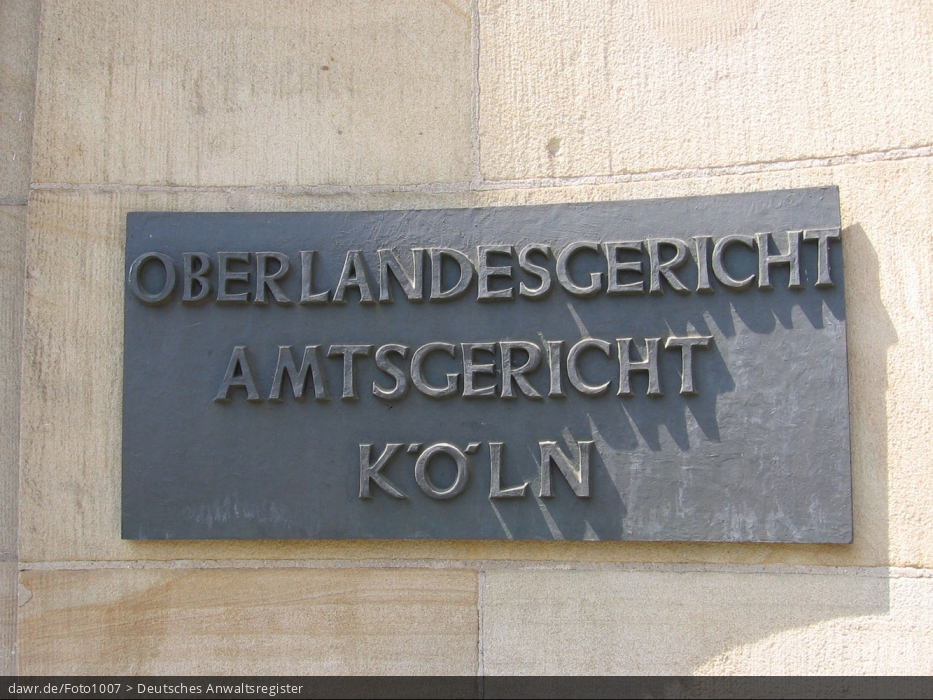 OBERLANDESGERICHT
AMTSGERICHT
KÖLN
dawr.de/Foto1007 > Deutsches Anwaltsregister